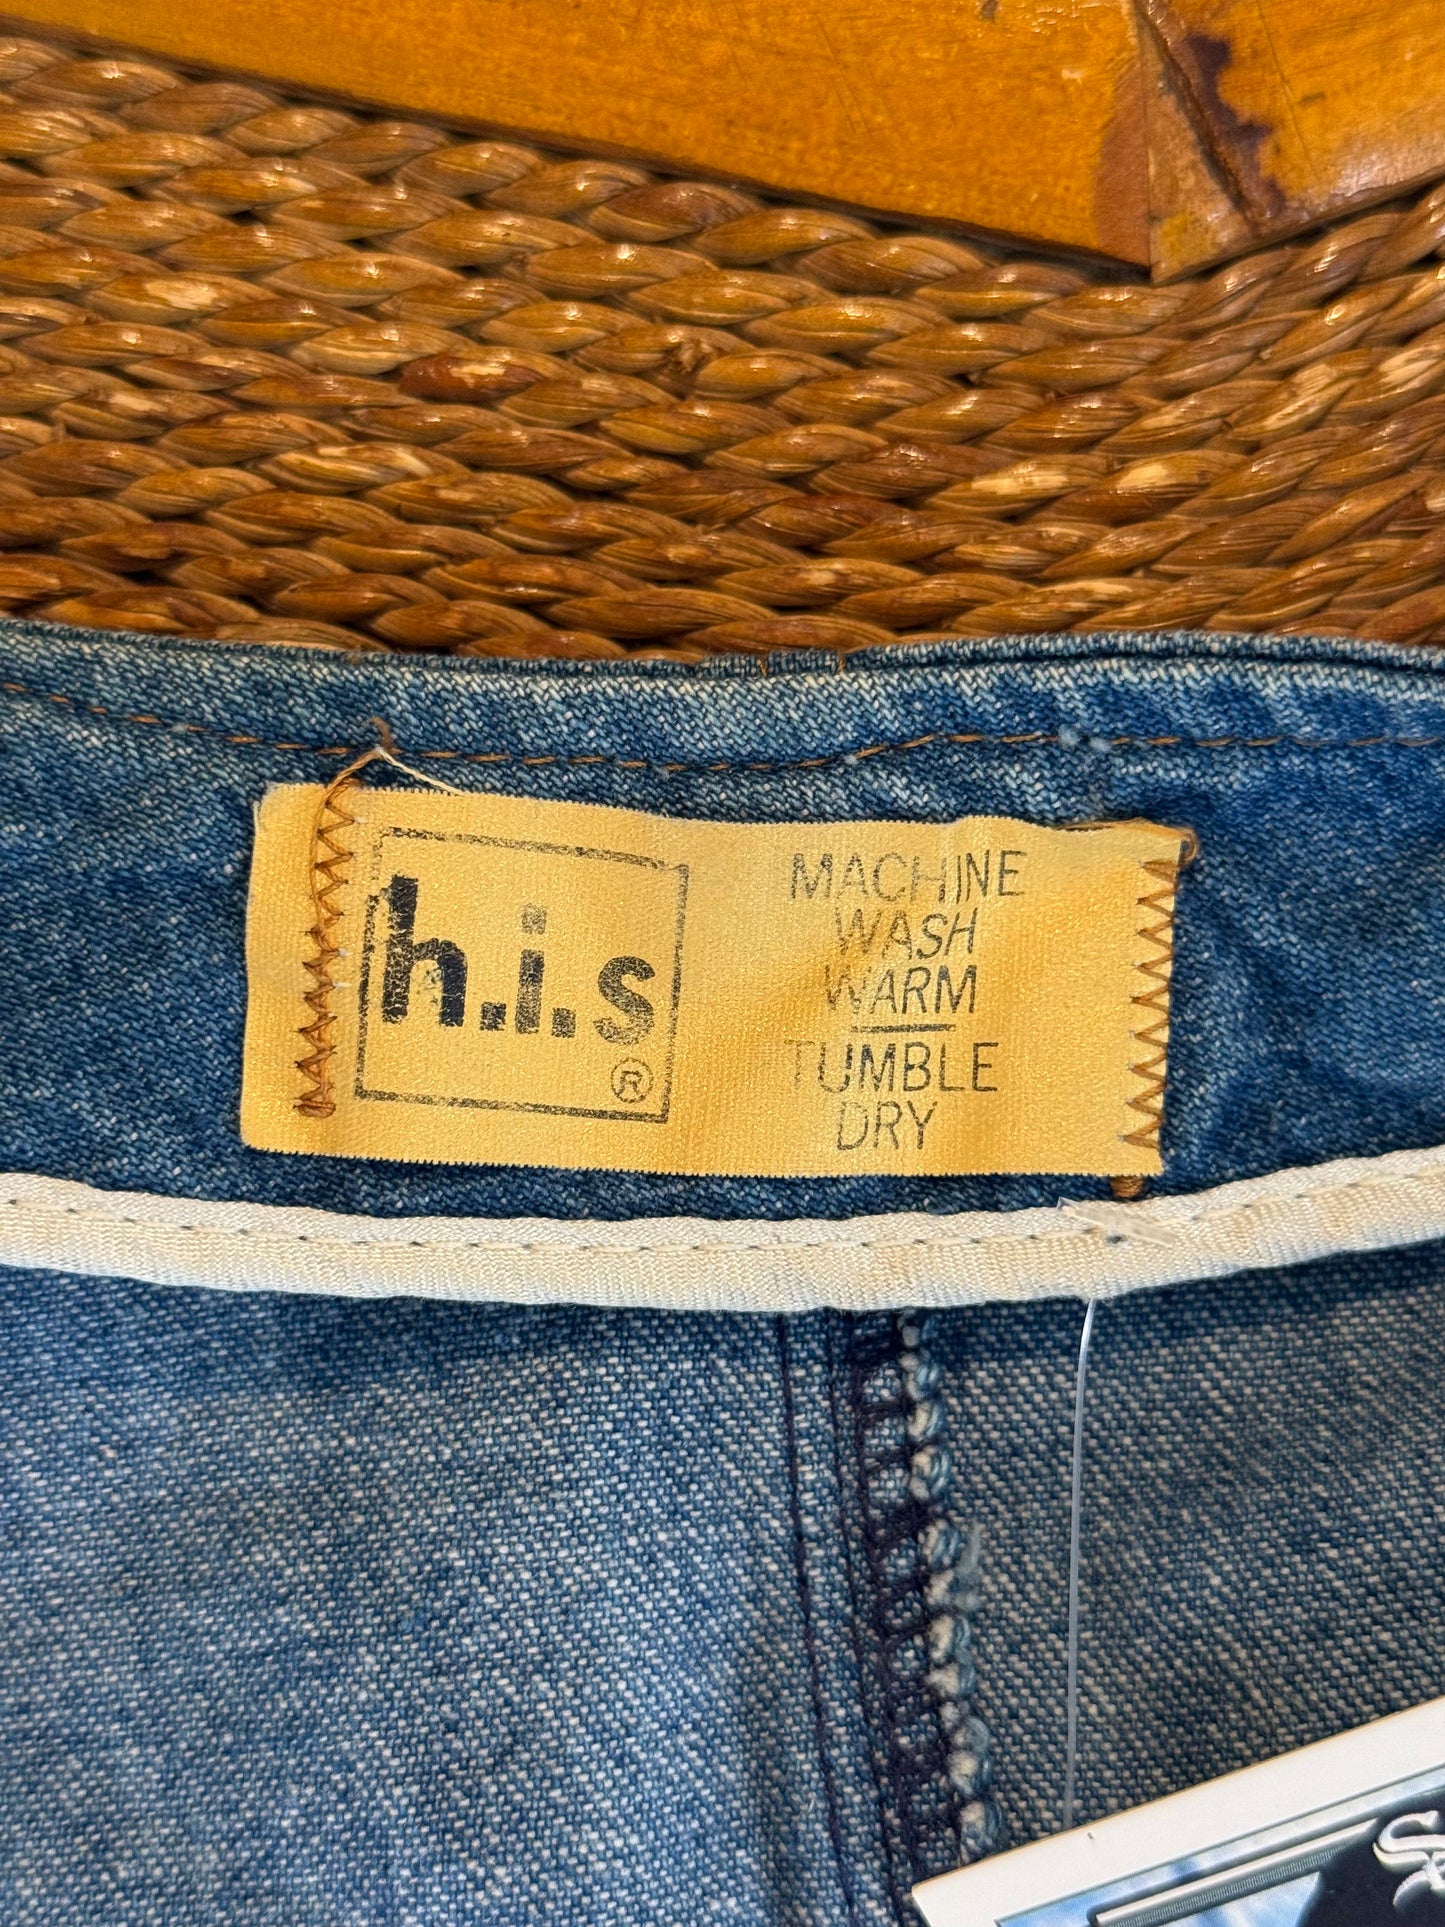 h.i.s
®
MACHINE
WASH
WARM
TUMBLE
DRY